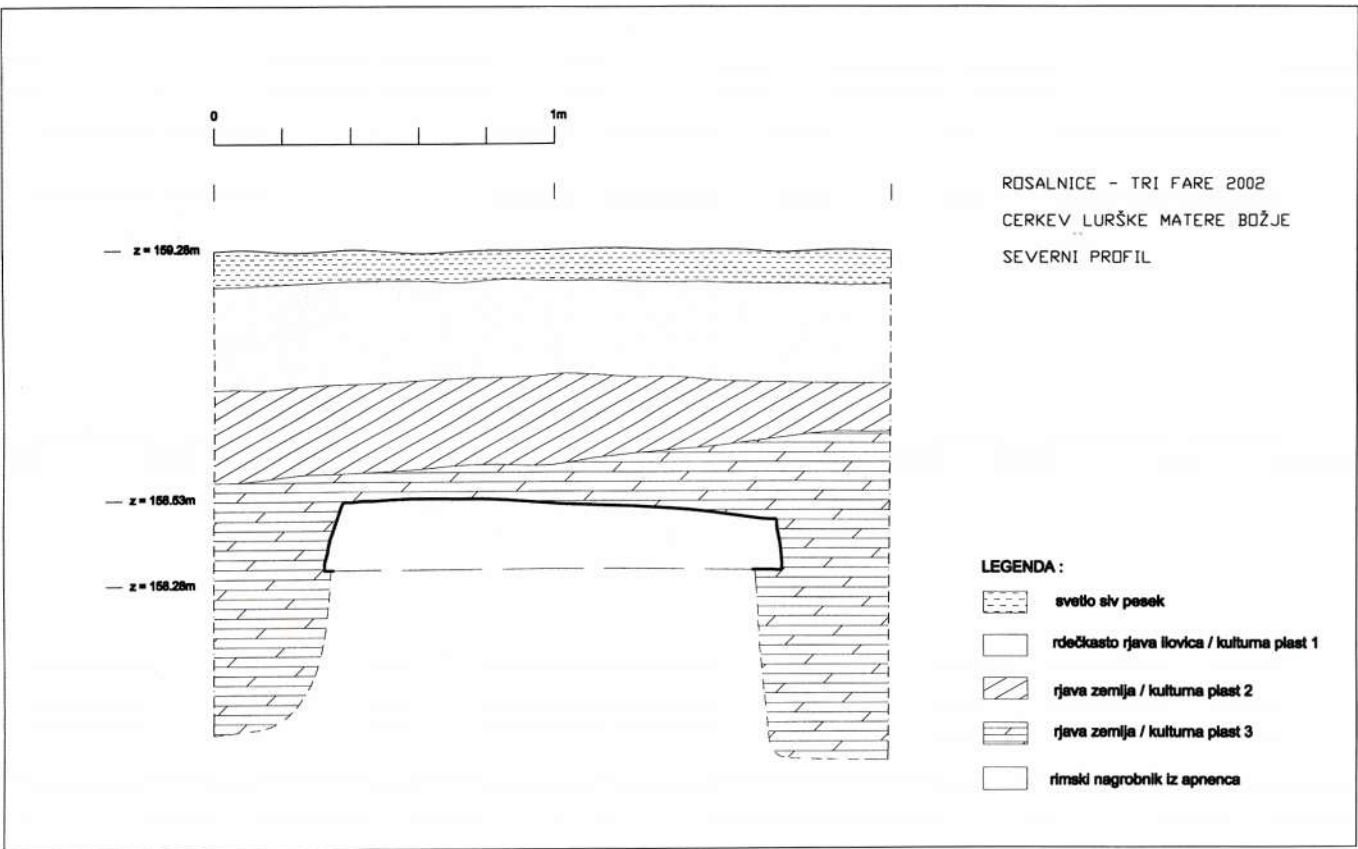 0 1m
ROSALNICE - TRI FARE 2002
CERKEV LURŠKE MATERE BOŽJE
SEVERNI PROFIL
z = 159.28m
z = 158.53m
z = 158.28m
LEGENDA :
svetlo siv pesek
rdečkasto rjava ilovica / kulturna plast 1
rjava zemlja / kulturna plast 2
rjava zemlja / kulturna plast 3
rimski nagrobnik iz apnenca